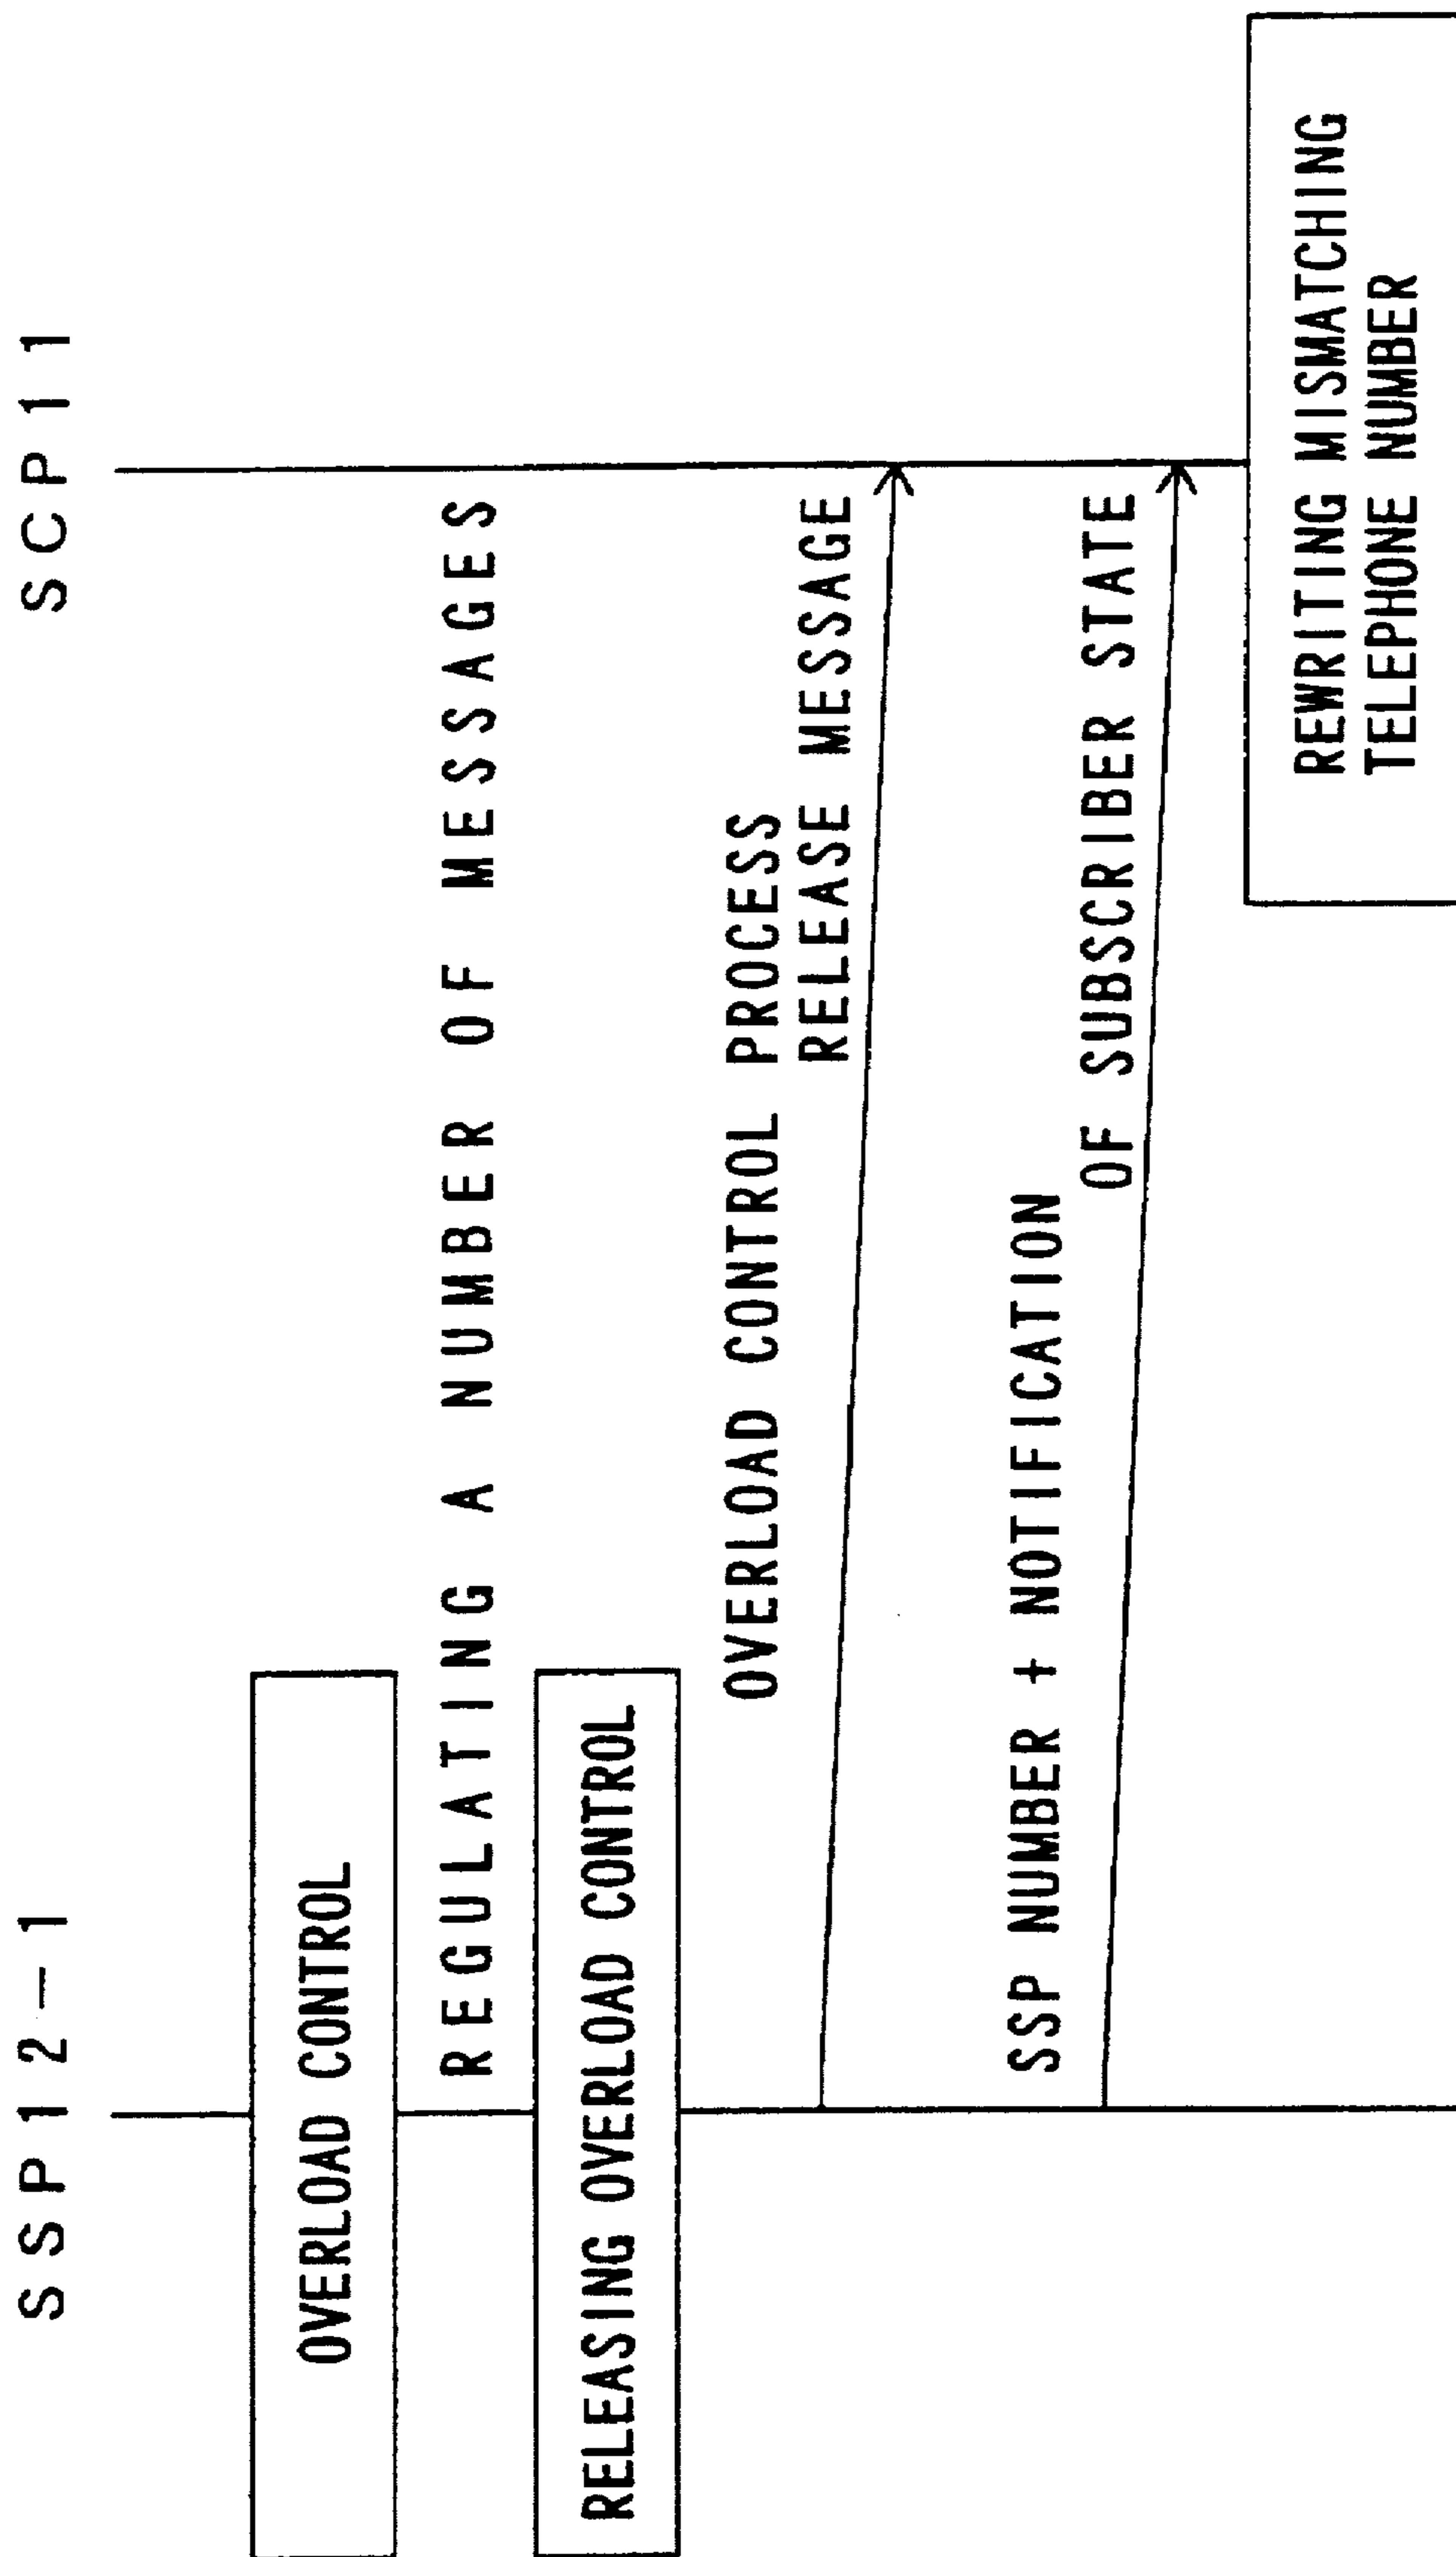 SSP12-1
SCP11
OVERLOAD CONTROL
REGULATING A NUMBER OF MESSAGES
RELEASING OVERLOAD CONTROL
OVERLOAD CONTROL PROCESS
RELEASE MESSAGE
SSP NUMBER + NOTIFICATION
OF SUBSCRIBER STATE
REWRITING MISMATCHING
TELEPHONE NUMBER